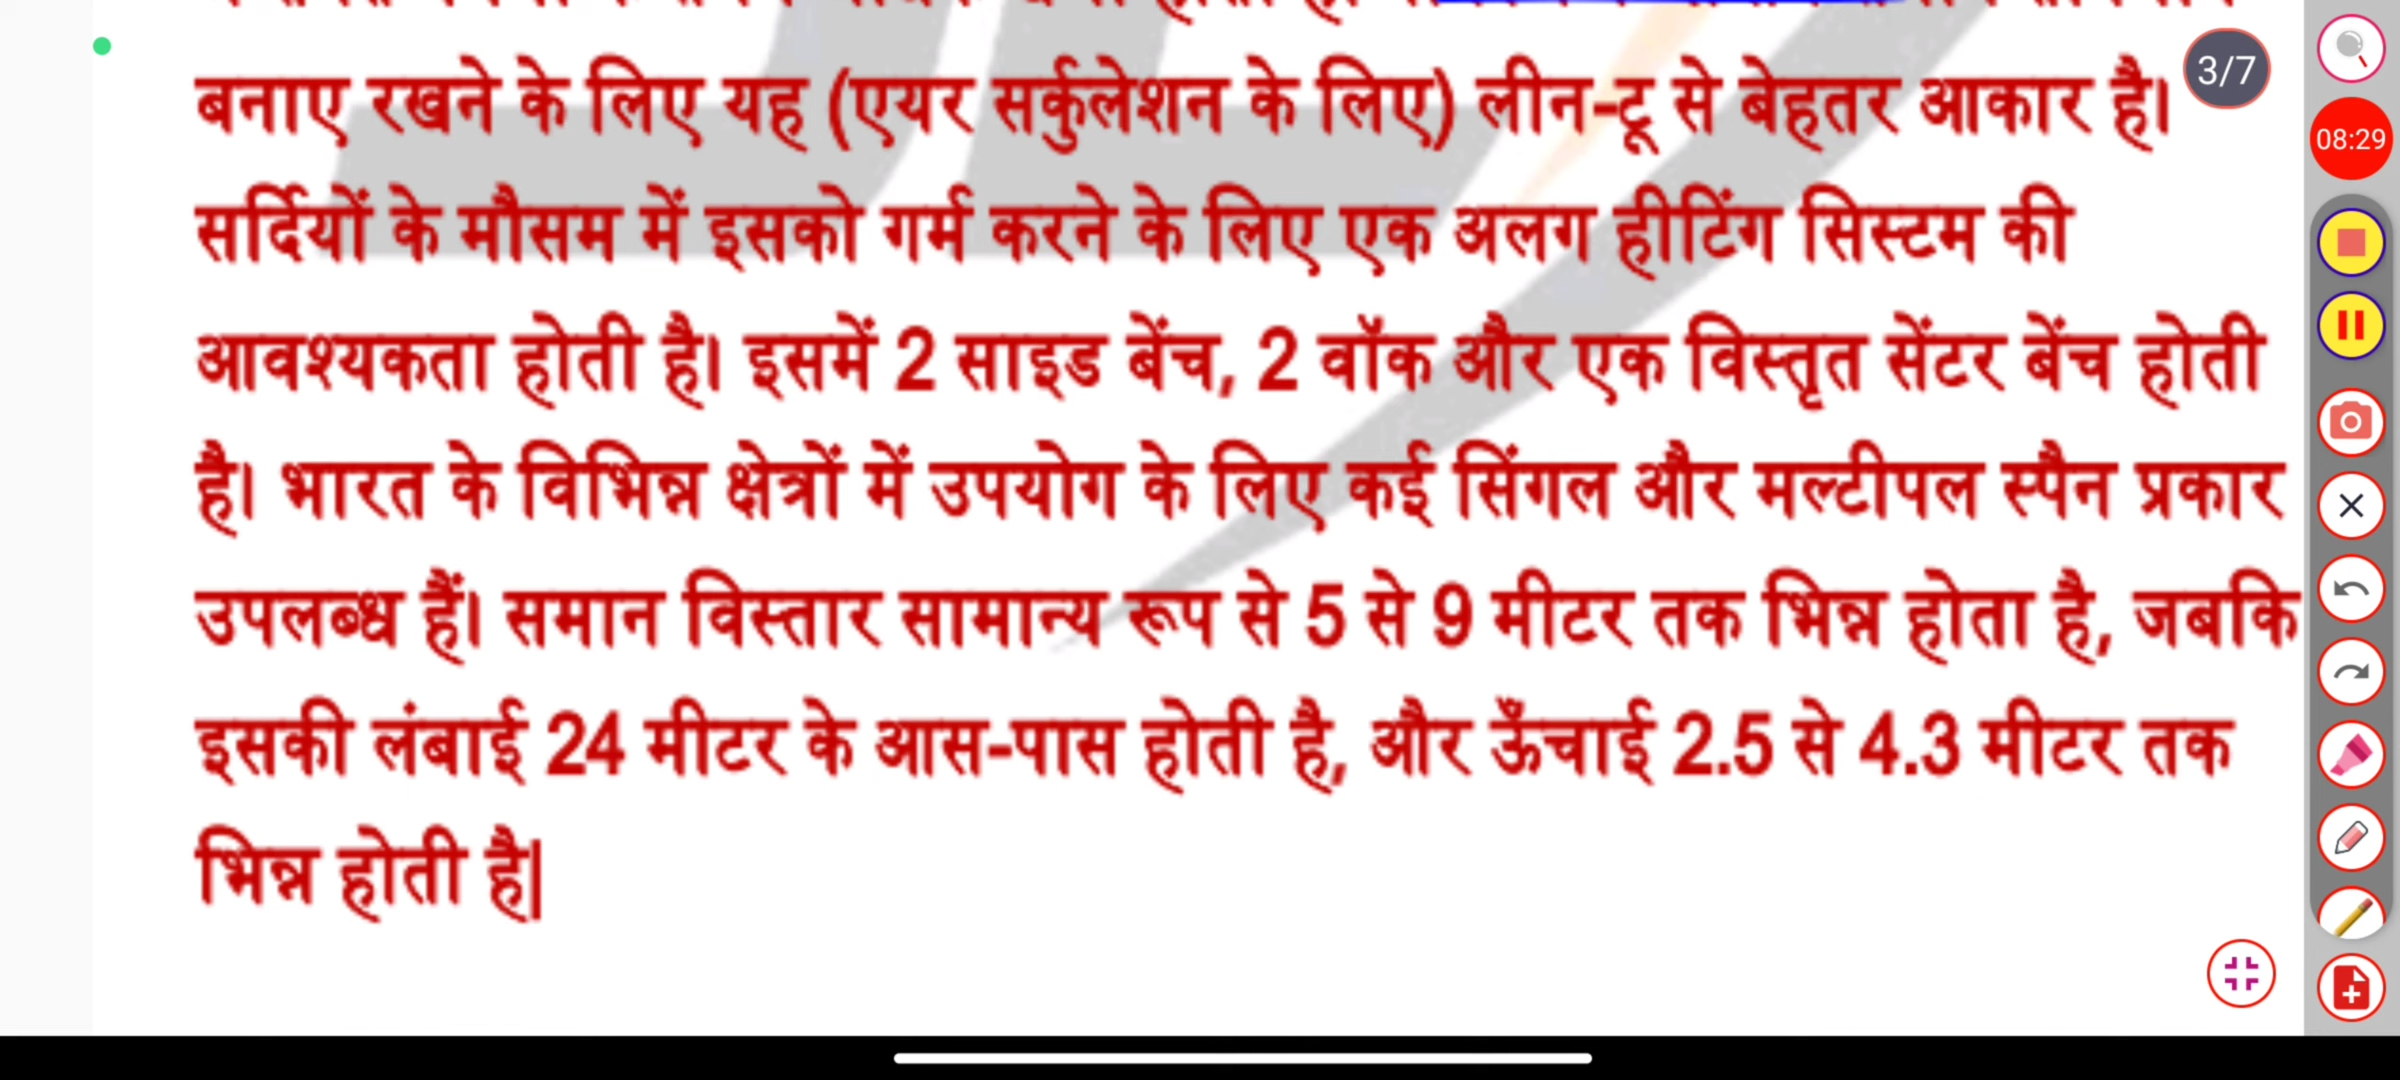 बनाए रखने के लिए यह (एयर सर्कुलेशन के लिए) लीन-टू से बेहतर आकार है।
3/7
08:29
सर्दियों के मौसम में इसको गर्म करने के लिए एक अलग हीटिंग सिस्टम की
आवश्यकता होती है। इसमें 2 साइड बेंच, 2 वॉक और एक विस्तृत सेंटर बेंच होती
है। भारत के विभिन्न क्षेत्रों में उपयोग के लिए कई सिंगल और मल्टीपल स्पैन प्रकार
उपलब्ध हैं। समान विस्तार सामान्य रूप से 5 से 9 मीटर तक भिन्न होता है, जबकि
इसकी लंबाई 24 मीटर के आस-पास होती है, और ऊँचाई 2.5 से 4.3 मीटर तक
भिन्न होती है|